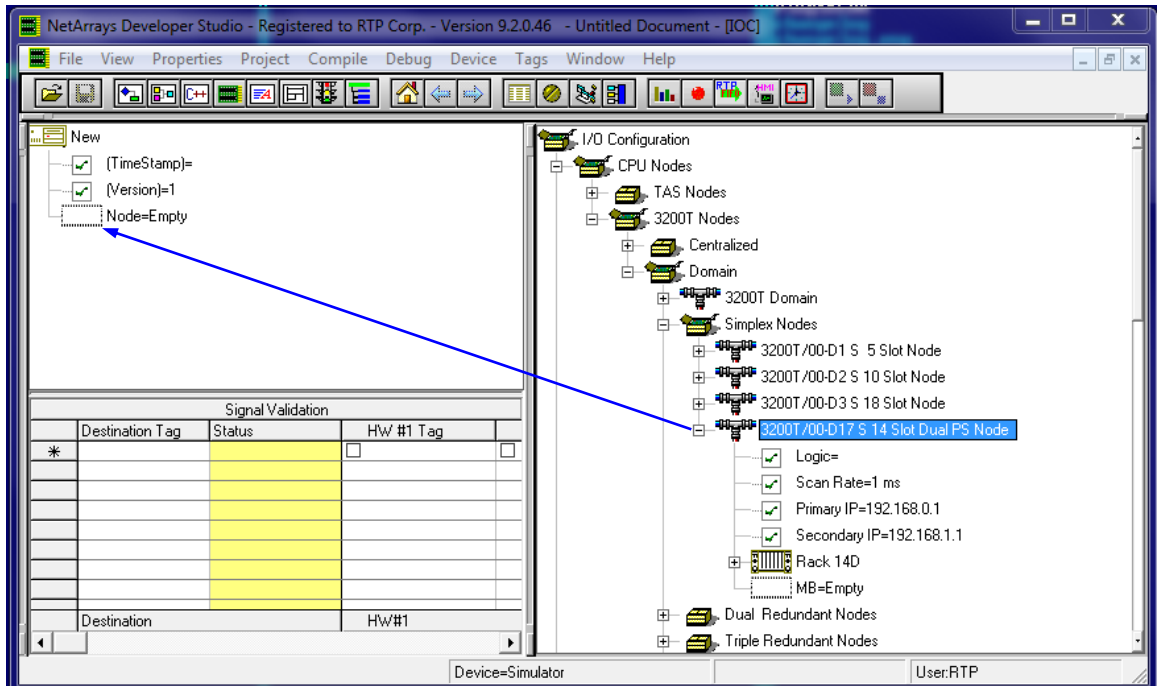 NetArrays Developer Studio - Registered to RTP Corp. - Version 9.2.0.46 - Untitled Document - [IOC]
File View Properties Project Compile Debug Device Tags Window Help
C++
RTP
HMI
New
(TimeStamp)=
(Version)=1
Node=Empty
Signal Validation
Destination Tag Status HW #1 Tag
Destination HW#1
I/O Configuration
CPU Nodes
TAS Nodes
3200T Nodes
Centralized
Domain
3200T Domain
Simplex Nodes
3200T/00-D1 S 5 Slot Node
3200T/00-D2 S 10 Slot Node
3200T/00-D3 S 18 Slot Node
3200T/00-D17 S 14 Slot Dual PS Node
Logic=
Scan Rate=1 ms
Primary IP=192.168.0.1
Secondary IP=192.168.1.1
Rack 14D
MB=Empty
Dual Redundant Nodes
Triple Redundant Nodes
Device=Simulator User:RTP